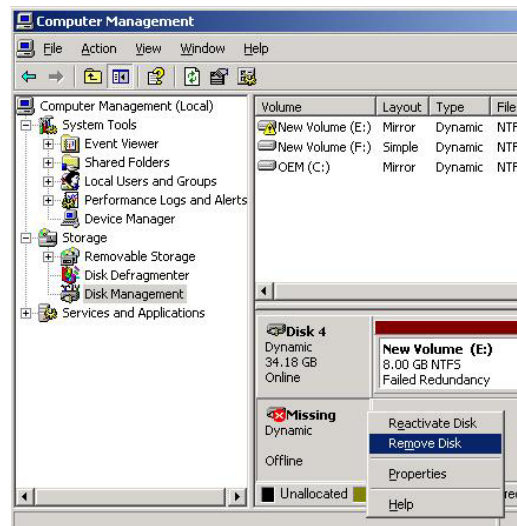 Computer Management
File Action View Window Help
Computer Management (Local)
System Tools
Event Viewer
Shared Folders
Local Users and Groups
Performance Logs and Alerts
Device Manager
Storage
Removable Storage
Disk Defragmenter
Disk Management
Services and Applications
Volume Layout Type File
New Volume (E:) Mirror Dynamic NTF
New Volume (F:) Simple Dynamic NTF
OEM (C:) Mirror Dynamic NTF
Disk 4
Dynamic
34.18 GB
Online
New Volume (E:)
8.00 GB NTFS
Failed Redundancy
Missing
Dynamic
Offline
Reactivate Disk
Remove Disk
Properties
Help
Unallocated